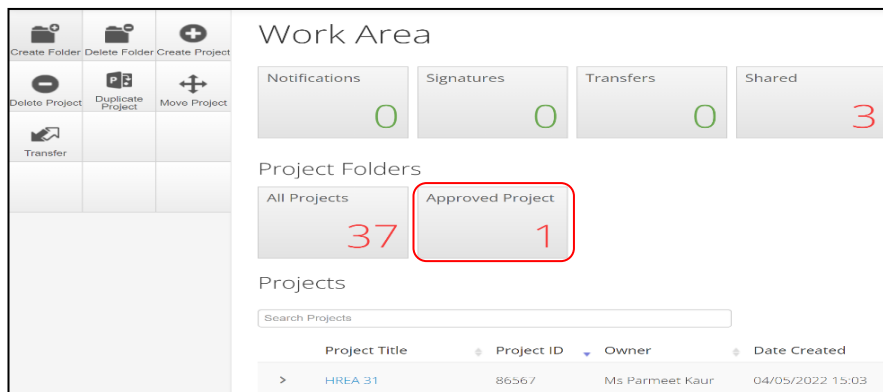 Create Folder
Delete Folder
Create Project
Delete Project
Duplicate
Project
Move Project
Transfer
Work Area
Notifications
0
Signatures
0
Transfers
0
Shared
3
Project Folders
All Projects
37
Approved Project
1
Projects
Search Projects
Project Title Project ID Owner Date Created
HREA 31 86567 Ms Parmeet Kaur 04/05/2022 15:03